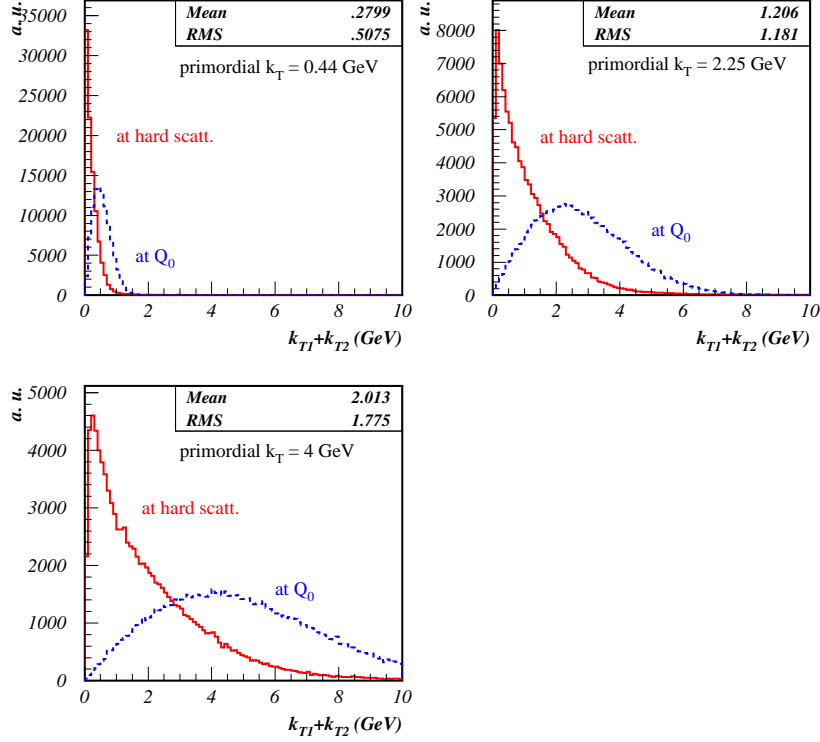 a. u.
Mean .2799
RMS .5075
primordial k_T = 0.44 GeV
at hard scatt.
at Q_0
35000
30000
25000
20000
15000
10000
5000
0
0 2 4 6 8 10
k_T1+k_T2 (GeV)
a. u.
Mean 1.206
RMS 1.181
primordial k_T = 2.25 GeV
at hard scatt.
at Q_0
8000
7000
6000
5000
4000
3000
2000
1000
0
0 2 4 6 8 10
k_T1+k_T2 (GeV)
a. u.
Mean 2.013
RMS 1.775
primordial k_T = 4 GeV
at hard scatt.
at Q_0
5000
4000
3000
2000
1000
0
0 2 4 6 8 10
k_T1+k_T2 (GeV)